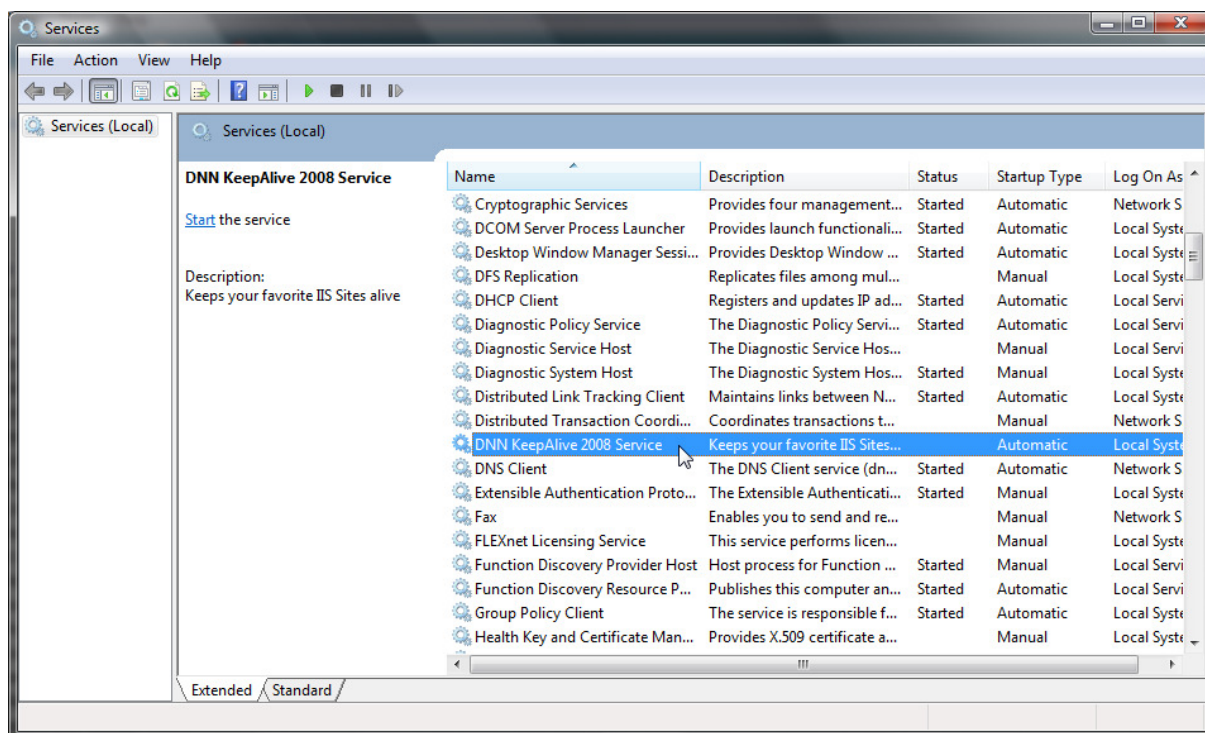 Services
File Action View Help
Services (Local)
Services (Local)
DNN KeepAlive 2008 Service
Start the service
Description:
Keeps your favorite IIS Sites alive
Name Description Status Startup Type Log On As
Cryptographic Services Provides four management... Started Automatic Network S
DCOM Server Process Launcher Provides launch functionali... Started Automatic Local Syste
Desktop Window Manager Sessi... Provides Desktop Window ... Started Automatic Local Syste
DFS Replication Replicates files among mul... Manual Local Syste
DHCP Client Registers and updates IP ad... Started Automatic Local Servi
Diagnostic Policy Service The Diagnostic Policy Servi... Started Automatic Local Servi
Diagnostic Service Host The Diagnostic Service Hos... Manual Local Servi
Diagnostic System Host The Diagnostic System Hos... Started Manual Local Syste
Distributed Link Tracking Client Maintains links between N... Started Automatic Local Syste
Distributed Transaction Coordi... Coordinates transactions t... Manual Network S
DNN KeepAlive 2008 Service Keeps your favorite IIS Sites... Automatic Local Syste
DNS Client The DNS Client service (dn... Started Automatic Network S
Extensible Authentication Proto... The Extensible Authenticati... Started Manual Local Syste
Fax Enables you to send and re... Manual Network S
FLEXnet Licensing Service This service performs licen... Manual Local Syste
Function Discovery Provider Host Host process for Function ... Started Manual Local Servi
Function Discovery Resource P... Publishes this computer an... Started Automatic Local Servi
Group Policy Client The service is responsible f... Started Automatic Local Syste
Health Key and Certificate Man... Provides X.509 certificate a... Manual Local Syste
Extended Standard